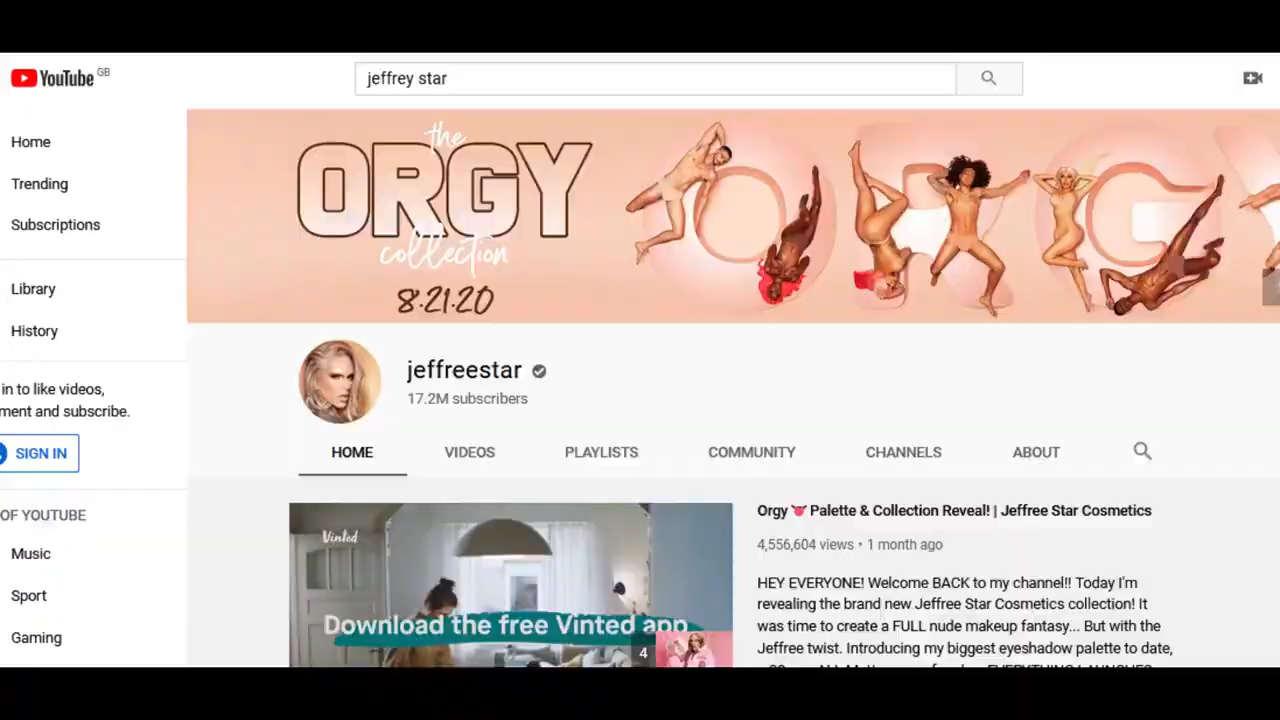 YouTube GB
jeffrey star
Home
Trending
Subscriptions
Library
History
in to like videos,
ment and subscribe.
SIGN IN
OF YOUTUBE
Music
Sport
Gaming
the
ORGY
collection
8.21.20
ORG
jeffreestar
17.2M subscribers
HOME VIDEOS PLAYLISTS COMMUNITY CHANNELS ABOUT
Vinted
Download the free Vinted app
4
Orgy Palette & Collection Reveal! | Jeffree Star Cosmetics
4,556,604 views • 1 month ago
HEY EVERYONE! Welcome BACK to my channel!! Today I'm
revealing the brand new Jeffree Star Cosmetics collection! It
was time to create a FULL nude makeup fantasy... But with the
Jeffree twist. Introducing my biggest eyeshadow palette to date,